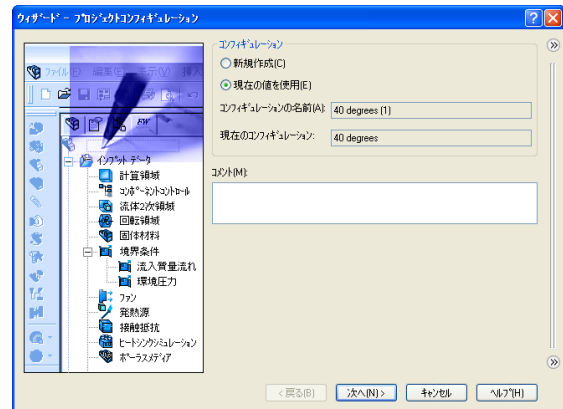 ウィザード - プロジェクトコンフィギュレーション
ファイル(F) 編集(E) 表示(V) 挿入
FW
インプット データ
計算領域
コンポーネントコントロール
流体2次領域
回転領域
固体材料
境界条件
流入質量流れ
環境圧力
ファン
発熱源
接触抵抗
ヒートシンクシミュレーション
ポーラスメディア
コンフィギュレーション
新規作成(C)
現在の値を使用(E)
コンフィギュレーションの名前(A):
40 degrees (1)
現在のコンフィギュレーション:
40 degrees
コメント(M):
< 戻る(B)
次へ(N) >
キャンセル
ヘルプ(H)